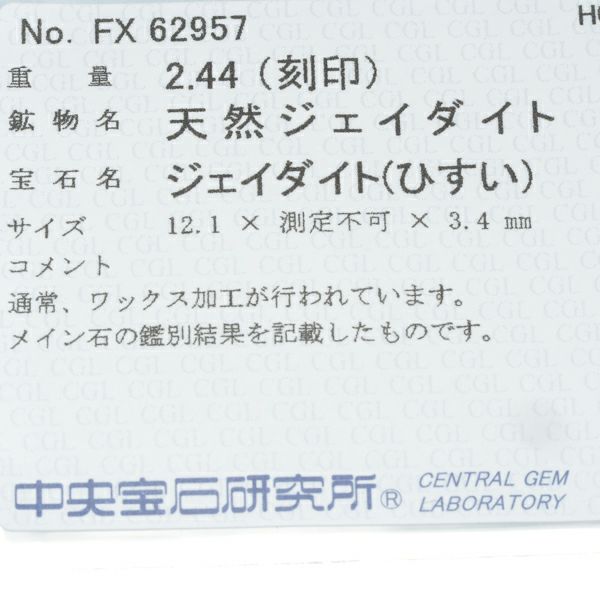 No. FX 62957
重量 2.44（刻印）
鉱物名 天然ジェイダイト
宝石名 ジェイダイト(ひすい)
サイズ 12.1 × 測定不可 × 3.4 mm
コメント
通常、ワックス加工が行われています。
メイン石の鑑別結果を記載したものです。
中央宝石研究所® CENTRAL GEM
LABORATORY